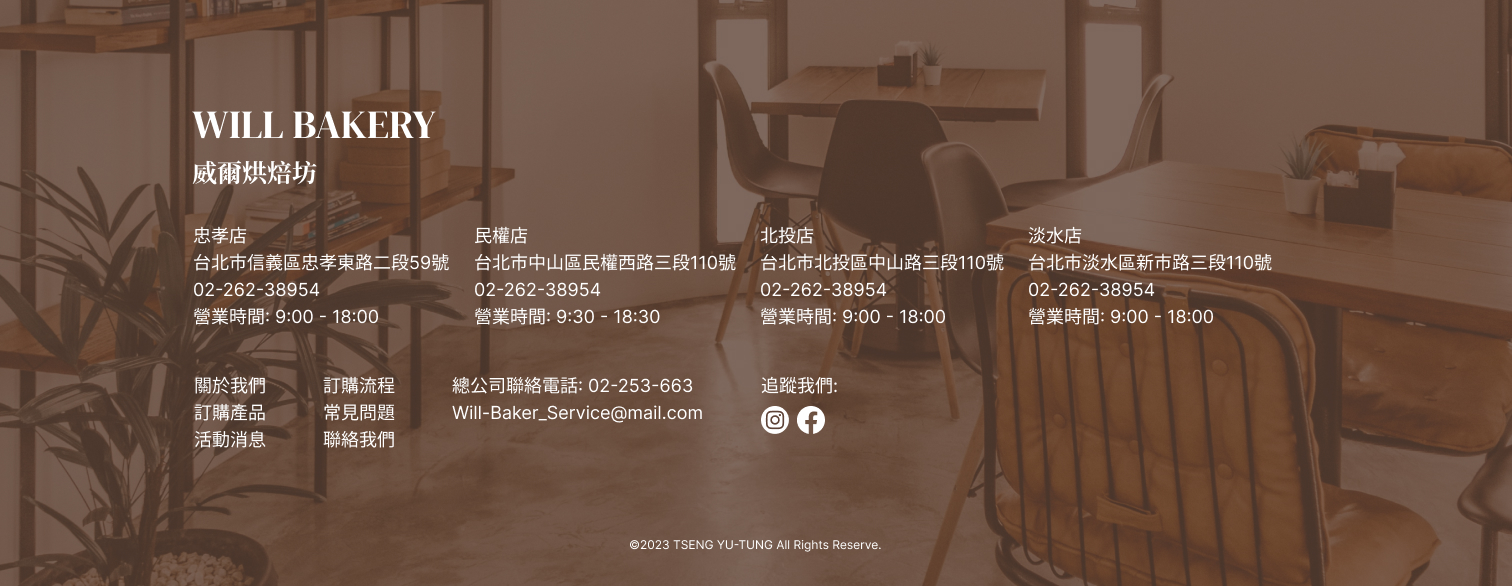 WILL BAKERY
威爾烘焙坊
忠孝店
台北市信義區忠孝東路二段59號
02-262-38954
營業時間: 9:00 - 18:00
民權店
台北市中山區民權西路三段110號
02-262-38954
營業時間: 9:30 - 18:30
北投店
台北市北投區中山路三段110號
02-262-38954
營業時間: 9:00 - 18:00
淡水店
台北市淡水區新市路三段110號
02-262-38954
營業時間: 9:00 - 18:00
關於我們
訂購產品
活動消息
訂購流程
常見問題
聯絡我們
總公司聯絡電話: 02-253-663
Will-Baker_Service@mail.com
追蹤我們:
©2023 TSENG YU-TUNG All Rights Reserve.